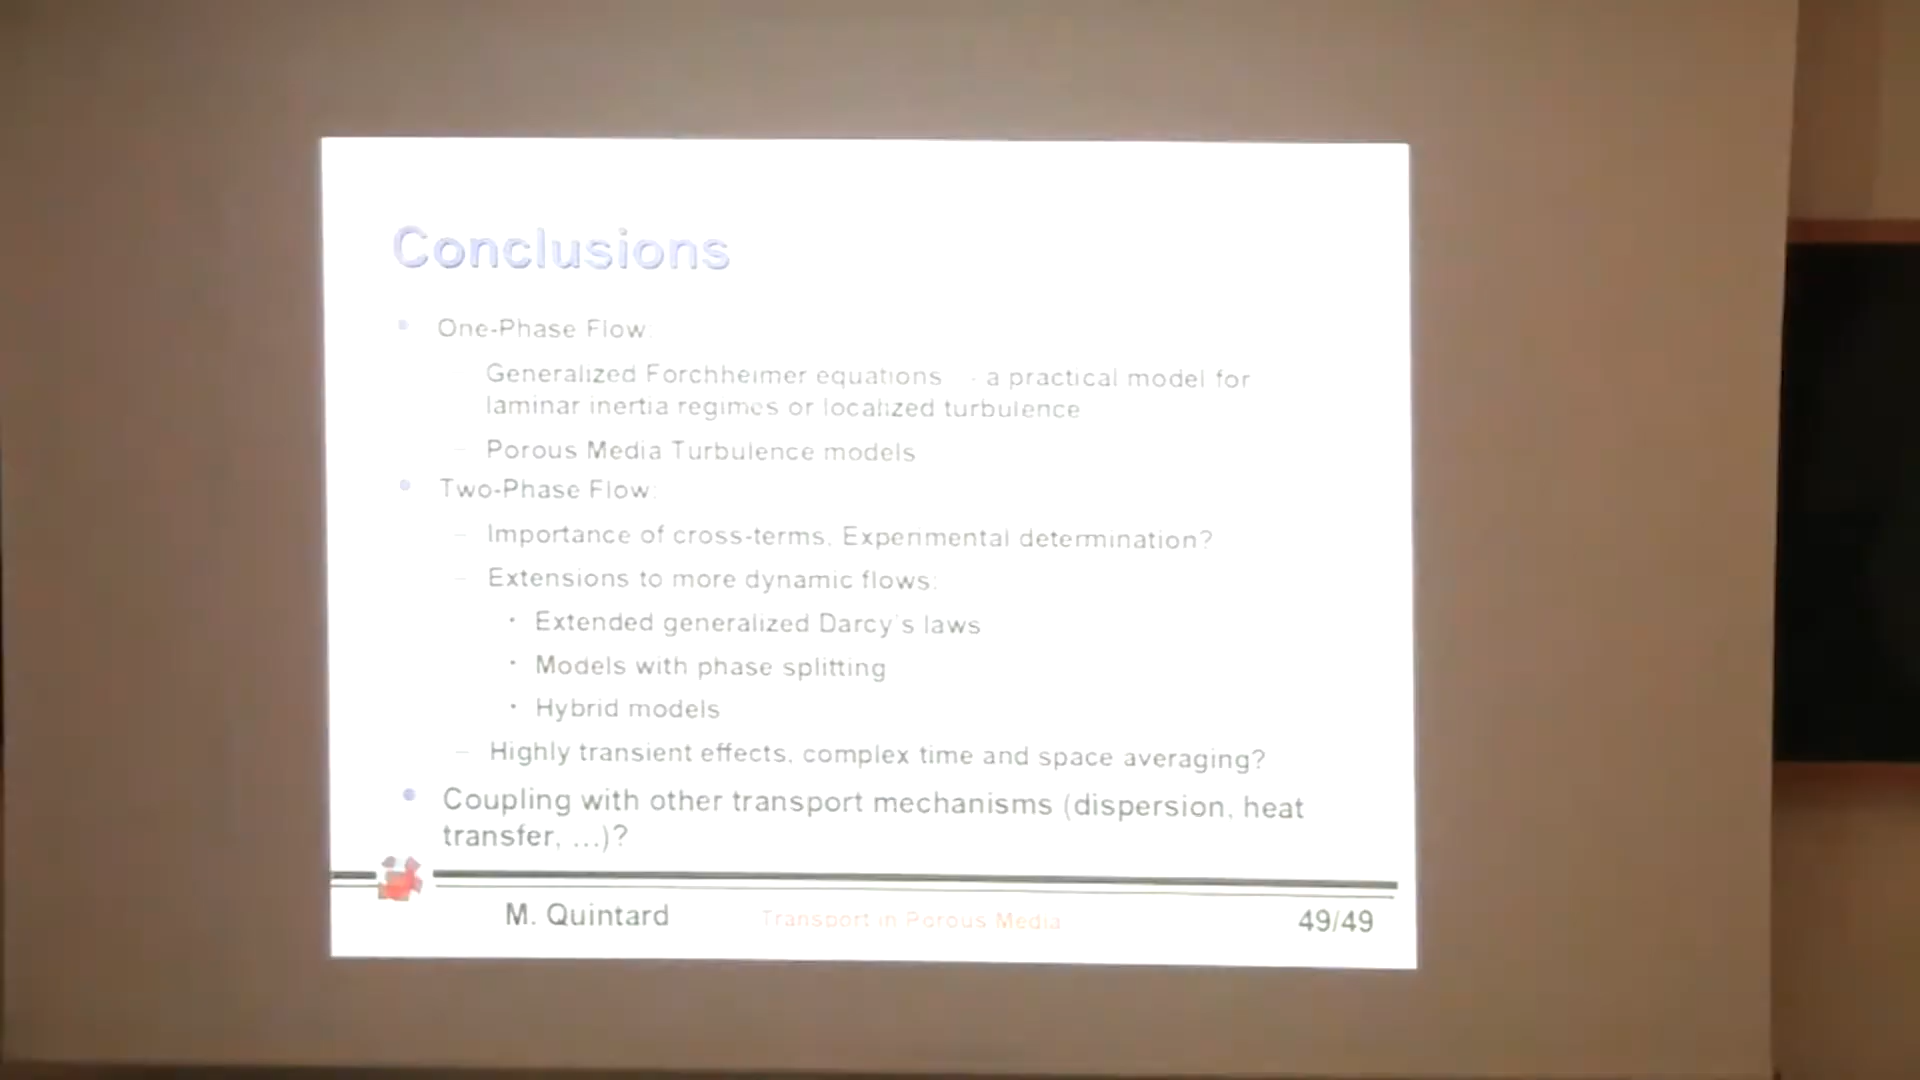 Conclusions
• One-Phase Flow:
Generalized Forchheimer equations - a practical model for
laminar inertia regimes or localized turbulence
– Porous Media Turbulence models
• Two-Phase Flow:
– Importance of cross-terms. Experimental determination?
– Extensions to more dynamic flows:
· Extended generalized Darcy's laws
· Models with phase splitting
· Hybrid models
– Highly transient effects, complex time and space averaging?
• Coupling with other transport mechanisms (dispersion, heat
transfer, ...)?
M. Quintard Transport in Porous Media 49/49